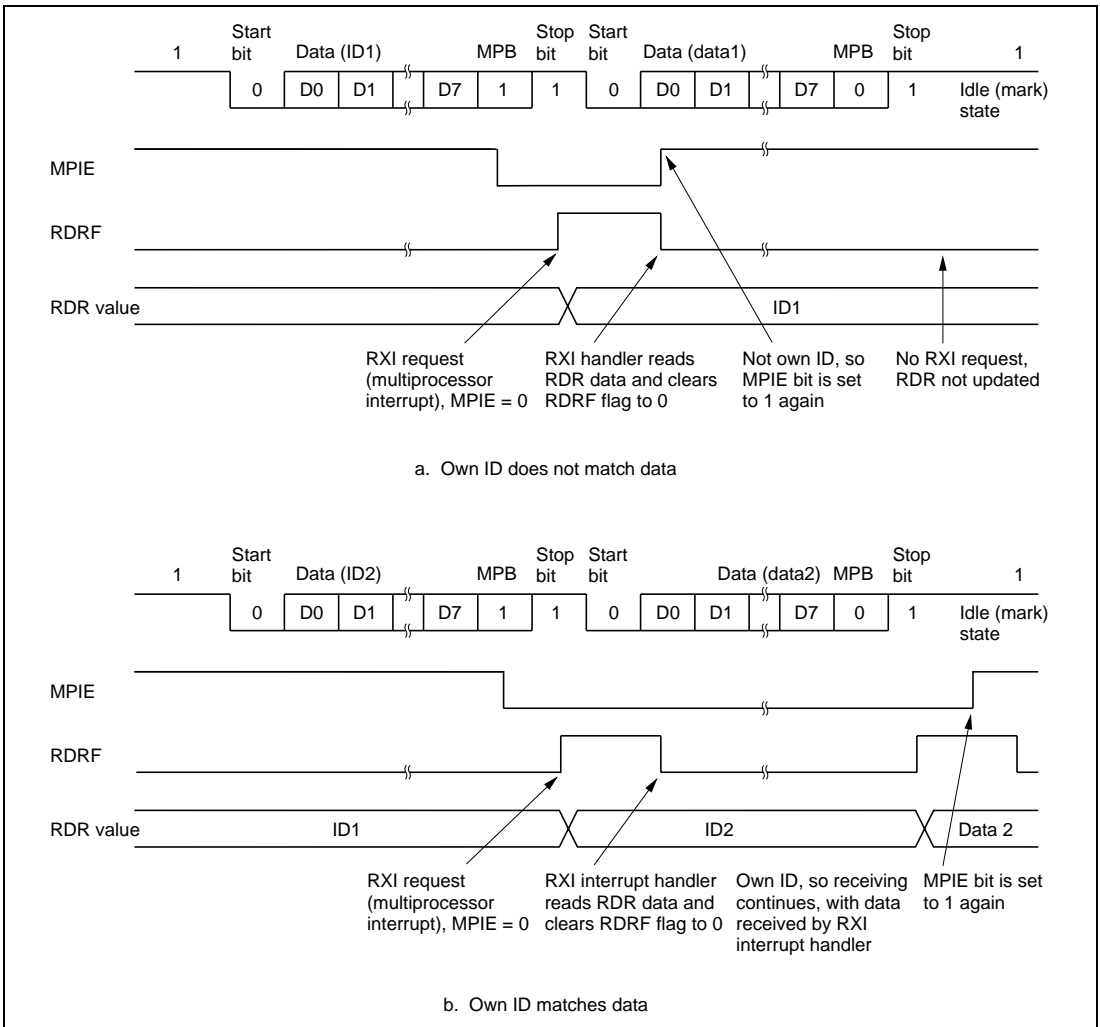 Start Stop Start Stop
1 bit Data (ID1) MPB bit bit Data (data1) MPB bit 1
0 D0 D1 D7 1 1 0 D0 D1 D7 0 1 Idle (mark)
state
MPIE
RDRF
RDR value ID1
RXI request
(multiprocessor
interrupt), MPIE = 0
RXI handler reads
RDR data and clears
RDRF flag to 0
Not own ID, so
MPIE bit is set
to 1 again
No RXI request,
RDR not updated
a. Own ID does not match data
Start Stop Start Stop
1 bit Data (ID2) MPB bit bit Data (data2) MPB bit 1
0 D0 D1 D7 1 1 0 D0 D1 D7 0 1 Idle (mark)
state
MPIE
RDRF
RDR value ID1 ID2 Data 2
RXI request
(multiprocessor
interrupt), MPIE = 0
RXI interrupt handler
reads RDR data and
clears RDRF flag to 0
Own ID, so receiving
continues, with data
received by RXI
interrupt handler
MPIE bit is set
to 1 again
b. Own ID matches data